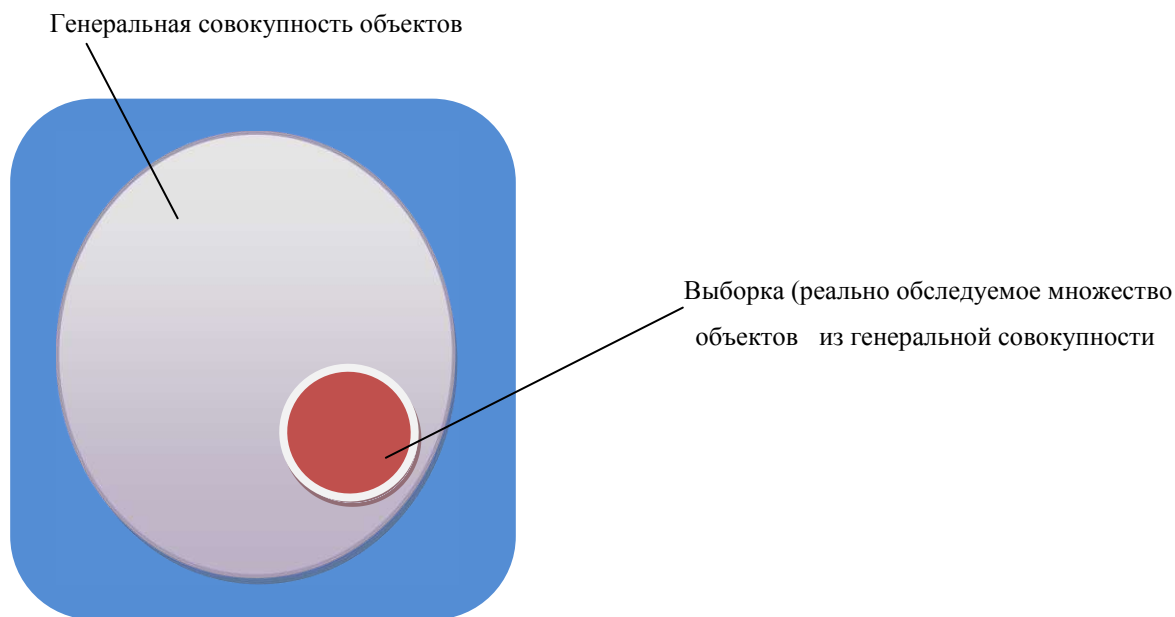 Генеральная совокупность объектов
Выборка (реально обследуемое множество
объектов из генеральной совокупности